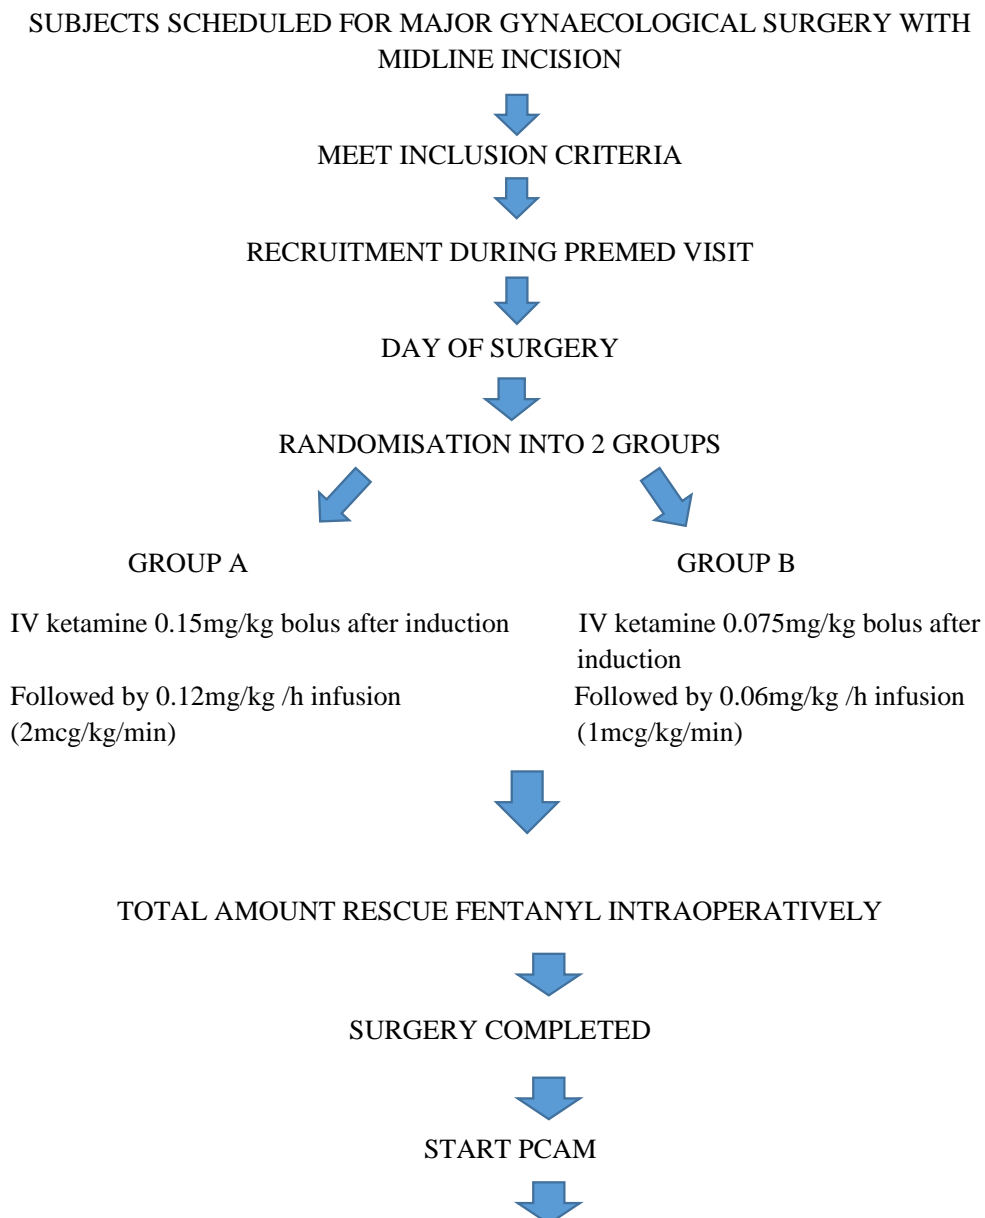 SUBJECTS SCHEDULED FOR MAJOR GYNAECOLOGICAL SURGERY WITH
MIDLINE INCISION
MEET INCLUSION CRITERIA
RECRUITMENT DURING PREMED VISIT
DAY OF SURGERY
RANDOMISATION INTO 2 GROUPS
GROUP A
IV ketamine 0.15mg/kg bolus after induction
Followed by 0.12mg/kg /h infusion
(2mcg/kg/min)
GROUP B
IV ketamine 0.075mg/kg bolus after
induction
Followed by 0.06mg/kg /h infusion
(1mcg/kg/min)
TOTAL AMOUNT RESCUE FENTANYL INTRAOPERATIVELY
SURGERY COMPLETED
START PCAM